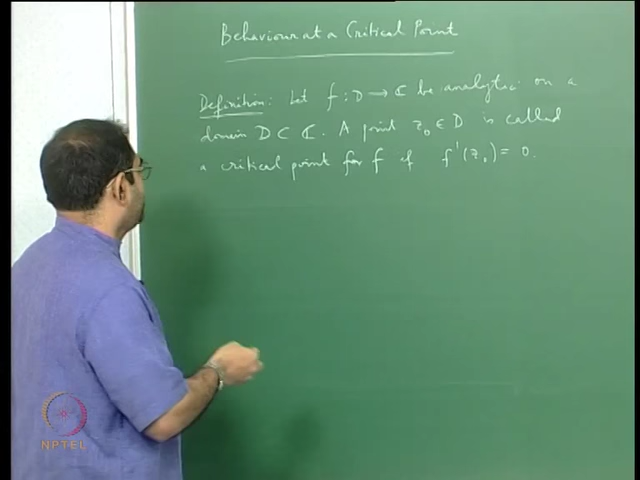 Behaviour at a Critical Point
Definition: Let f : D → ℂ be analytic on a
domain D ⊂ ℂ. A point z₀ ∈ D is called
a critical point for f if f'(z₀) = 0.
NPTEL